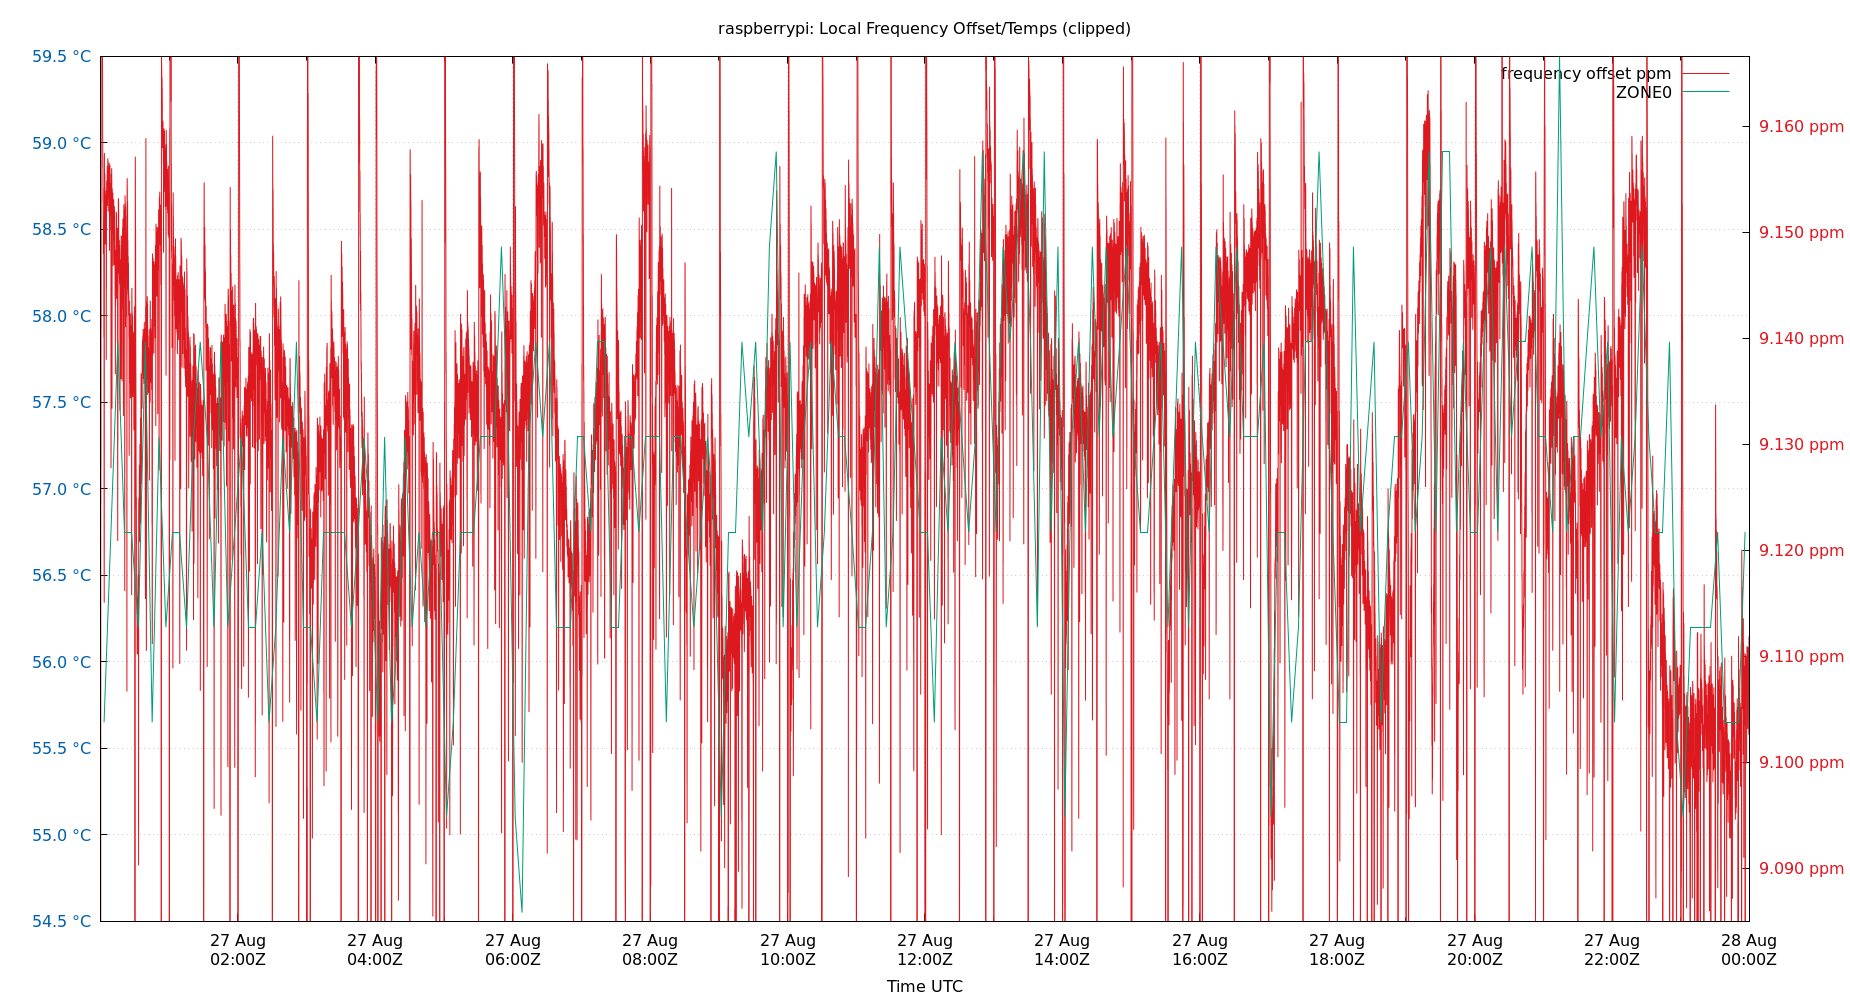 raspberrypi: Local Frequency Offset/Temps (clipped)
59.5 °C
59.0 °C
58.5 °C
58.0 °C
57.5 °C
57.0 °C
56.5 °C
56.0 °C
55.5 °C
55.0 °C
54.5 °C
frequency offset ppm
ZONE0
9.160 ppm
9.150 ppm
9.140 ppm
9.130 ppm
9.120 ppm
9.110 ppm
9.100 ppm
9.090 ppm
27 Aug
02:00Z
27 Aug
04:00Z
27 Aug
06:00Z
27 Aug
08:00Z
27 Aug
10:00Z
27 Aug
12:00Z
27 Aug
14:00Z
27 Aug
16:00Z
27 Aug
18:00Z
27 Aug
20:00Z
27 Aug
22:00Z
28 Aug
00:00Z
Time UTC